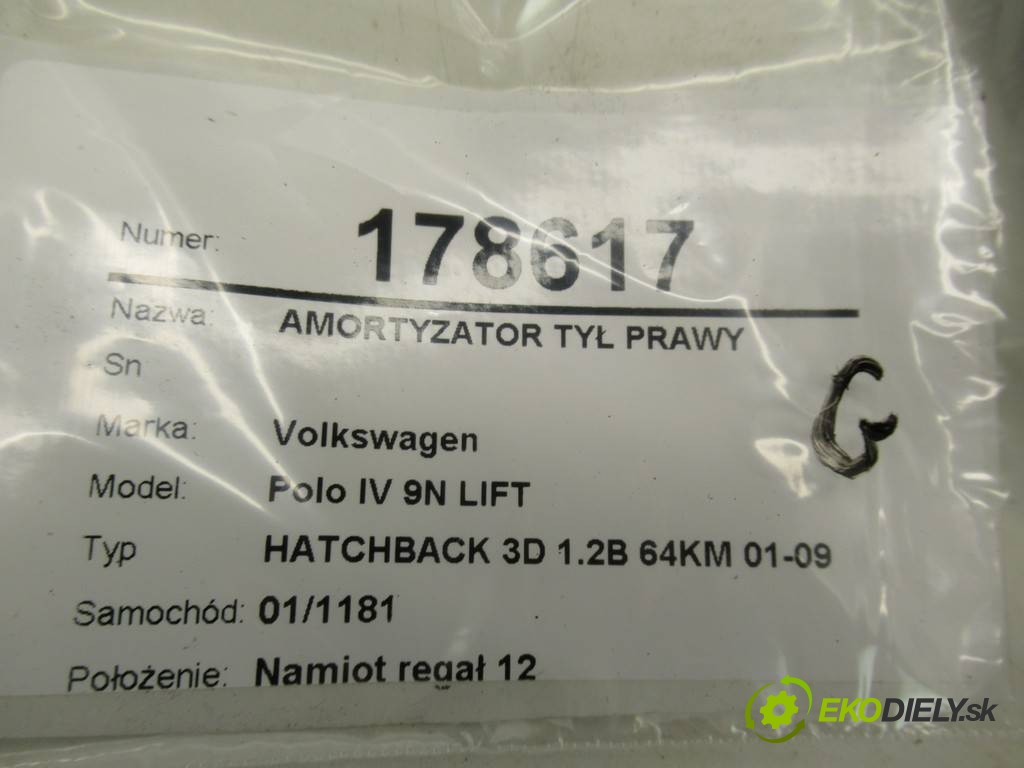 Numer: 178617
Nazwa: AMORTYZATOR TYŁ PRAWY
Sn
G
Marka: Volkswagen
Model: Polo IV 9N LIFT
Typ HATCHBACK 3D 1.2B 64KM 01-09
Samochód: 01/1181
Położenie: Namiot regał 12
EKODIELY.sk